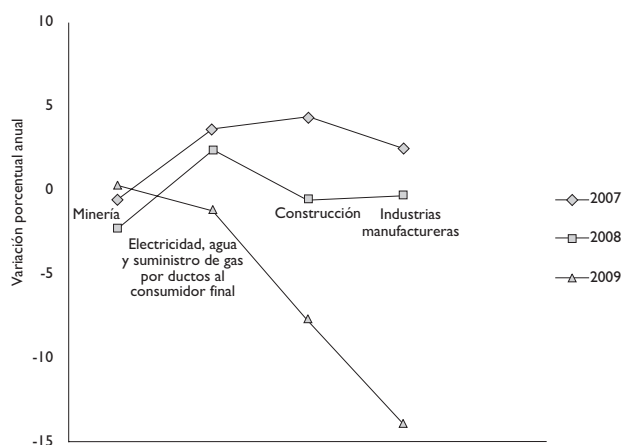 10
5
0
-5
-10
-15
Variación porcentual anual
Minería
Electricidad, agua
y suministro de gas
por ductos al
consumidor final
Construcción
Industrias
manufactureras
2007
2008
2009